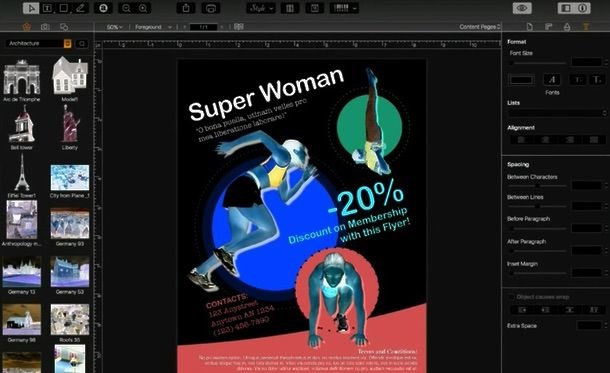 Style
50%
Foreground
1/1
Content Pages
Architecture
Arc de Triomphe
Model1
Bell tower
Liberty
Eiffel Tower1
City from Plane _1
Anthropology m...
Germany 93
Germany 13
Germany 53
Germany 98
Roofs 35
Super Woman
"O bona puella, utinam velles pro
mea liberatione laborare!"
-20%
Discount on Membership
with this Flyer!
CONTACTS:
123 Anystreet
Anytown AN 1234
(123) 456-7890
Terms and Conditions:
Format
Font Size
Fonts
Lists
Alignment
Spacing
Between Characters
Between Lines
Before Paragraph
After Paragraph
Inset Margin
Object causes wrap
Extra Space